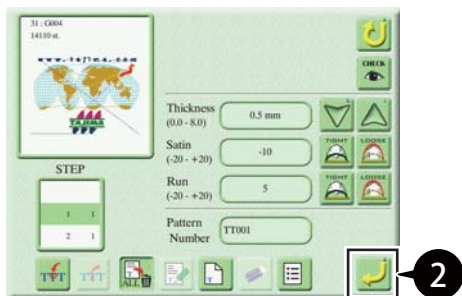 31 : G004
14110 st.
www.tajima.com
TAJIMA
CHECK
Thickness
(0.0 - 8.0)
0.5 mm
Satin
(-20 - +20)
-10
TIGHT
LOOSE
Run
(-20 - +20)
5
TIGHT
LOOSE
STEP
1 1
2 1
Pattern
Number
TT001
ALL
2